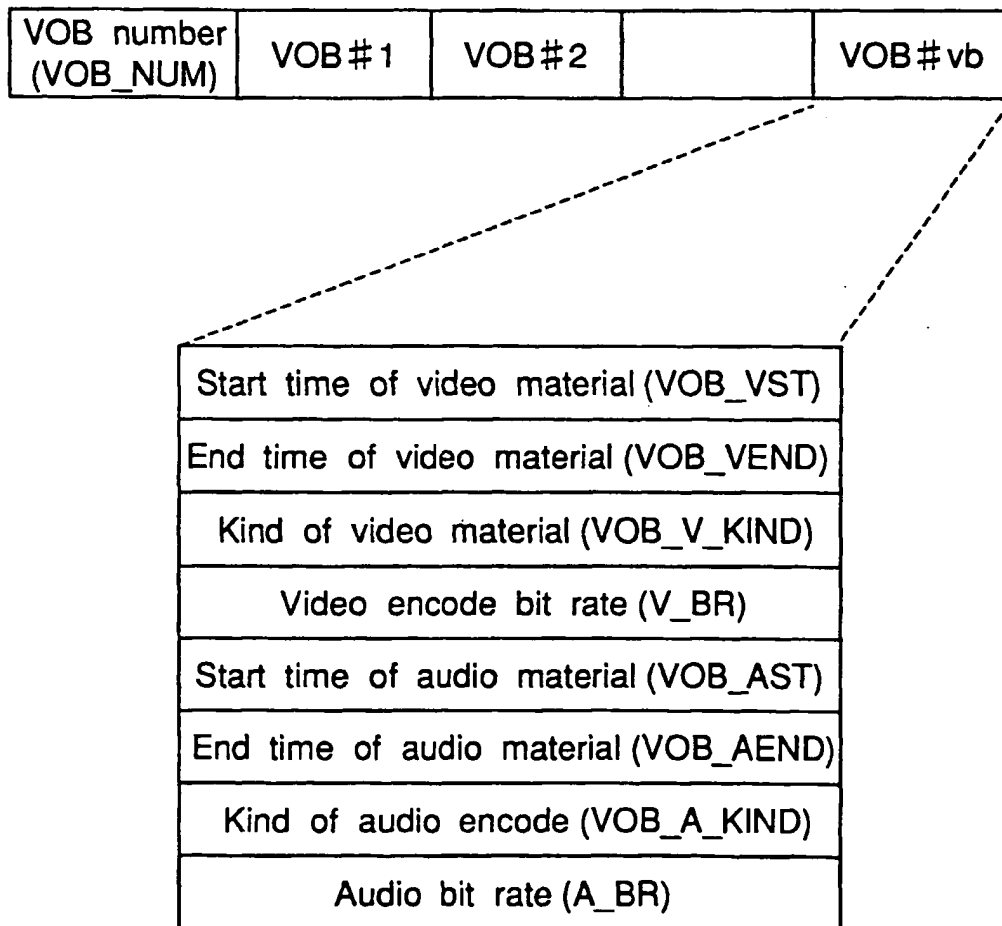 VOB number
(VOB_NUM)
VOB#1
VOB#2
VOB#vb
Start time of video material (VOB_VST)
End time of video material (VOB_VEND)
Kind of video material (VOB_V_KIND)
Video encode bit rate (V_BR)
Start time of audio material (VOB_AST)
End time of audio material (VOB_AEND)
Kind of audio encode (VOB_A_KIND)
Audio bit rate (A_BR)